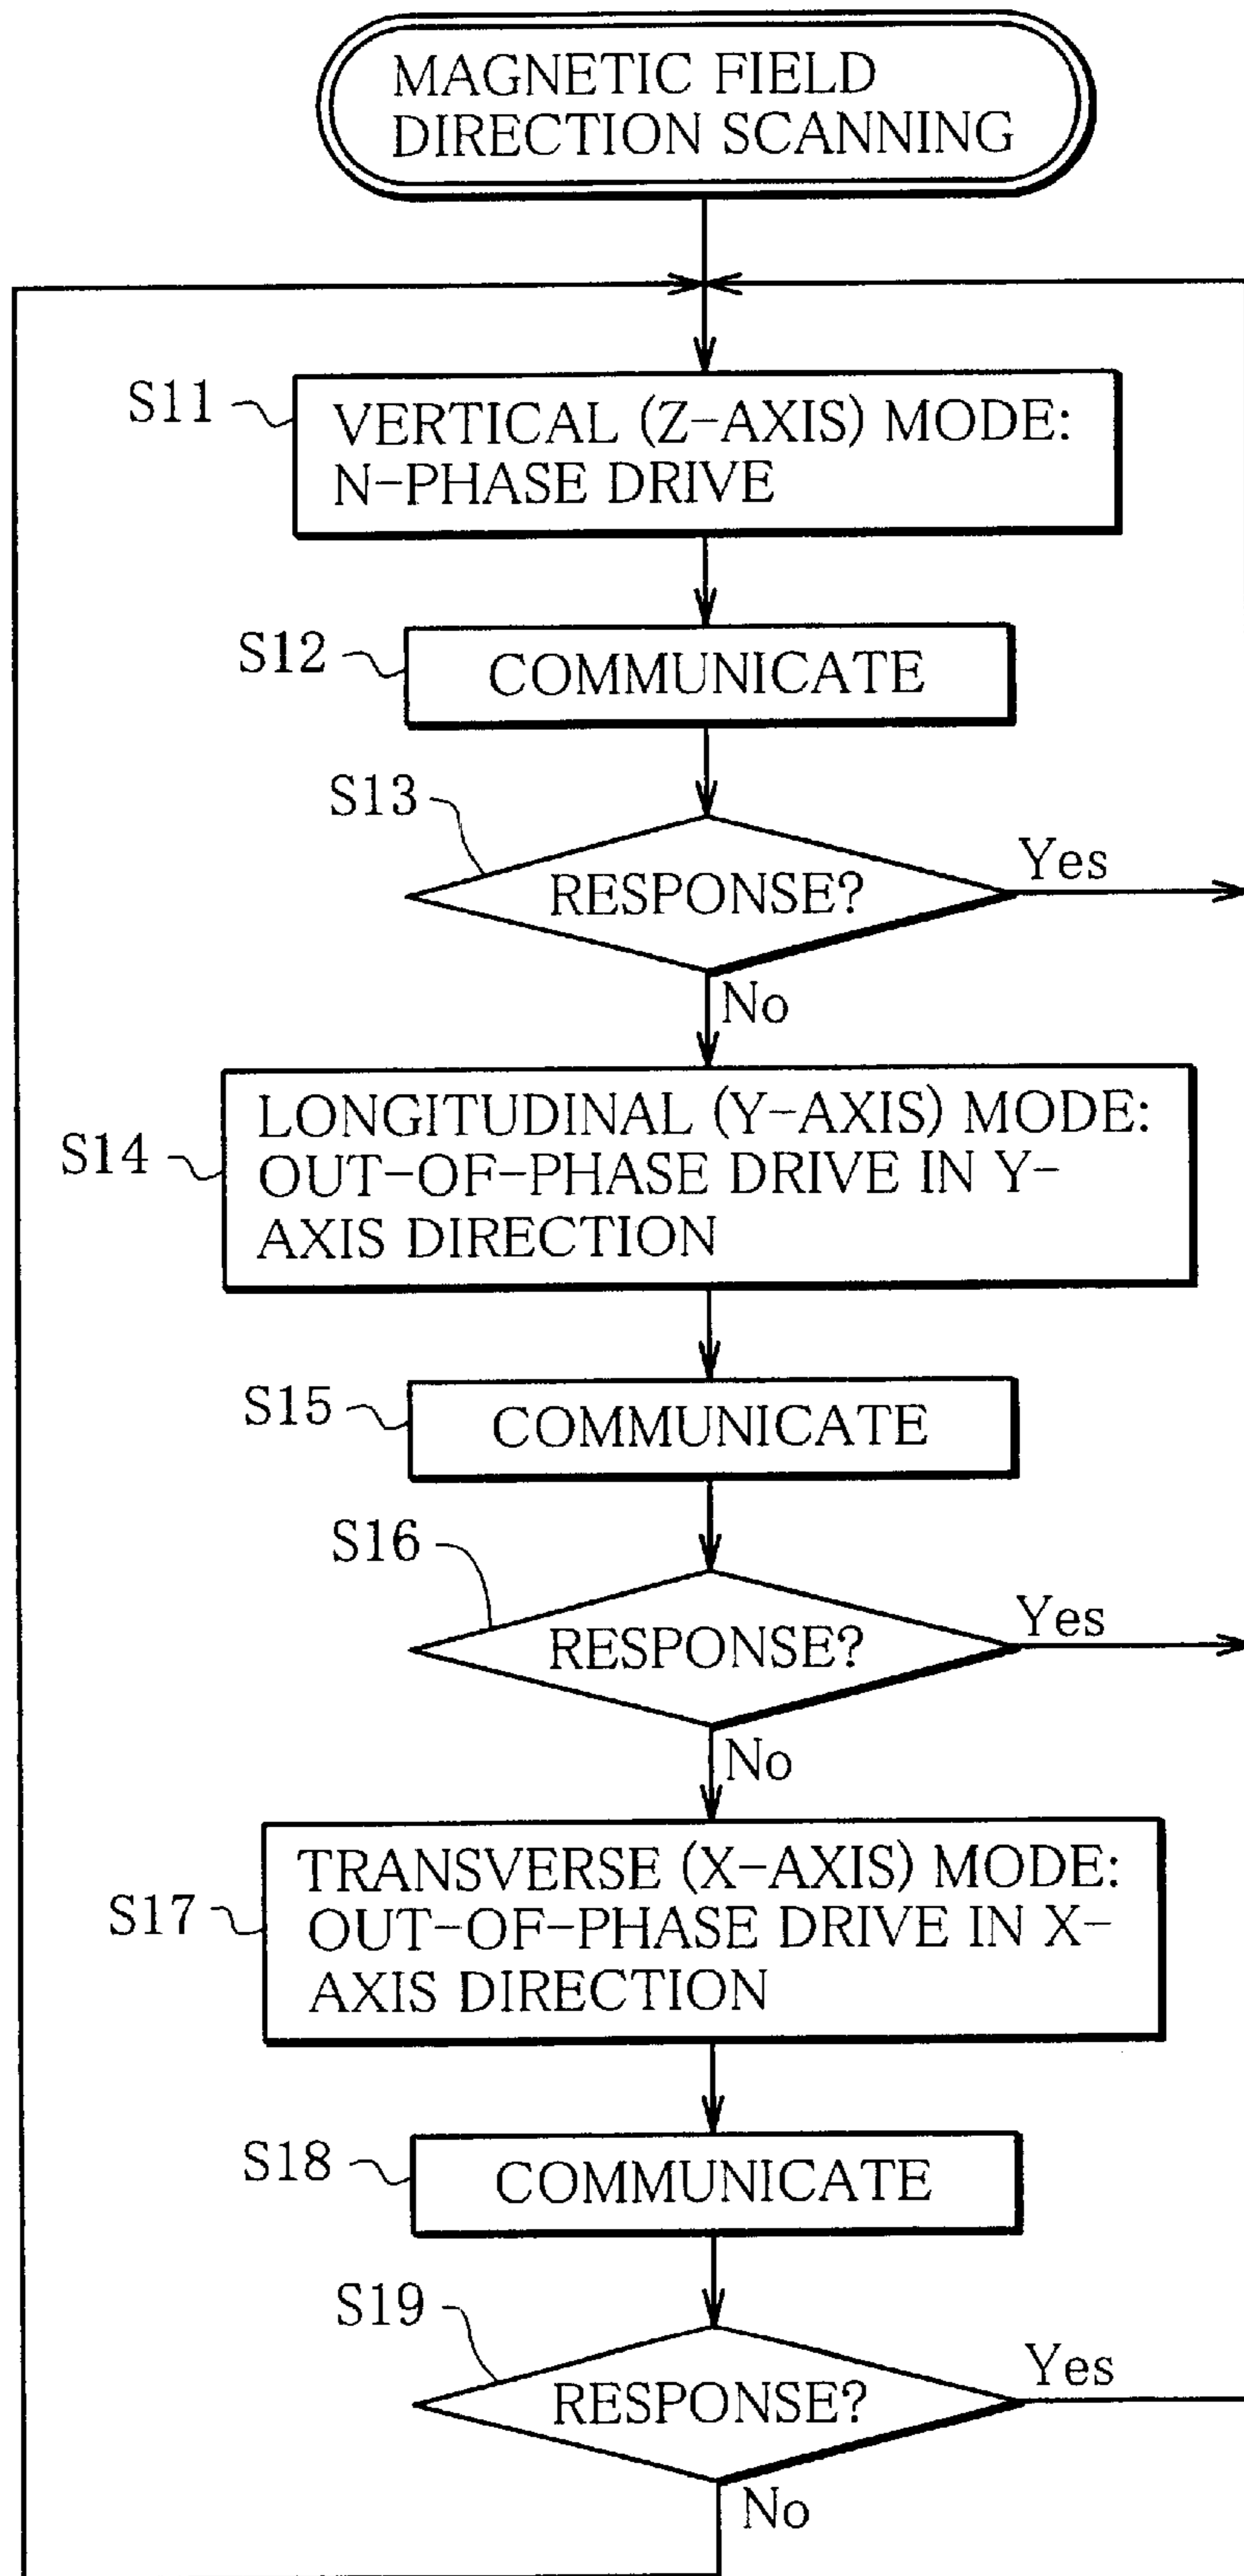 MAGNETIC FIELD
DIRECTION SCANNING
S11
VERTICAL (Z-AXIS) MODE:
N-PHASE DRIVE
S12
COMMUNICATE
S13
RESPONSE?
Yes
No
S14
LONGITUDINAL (Y-AXIS) MODE:
OUT-OF-PHASE DRIVE IN Y-
AXIS DIRECTION
S15
COMMUNICATE
S16
RESPONSE?
Yes
No
S17
TRANSVERSE (X-AXIS) MODE:
OUT-OF-PHASE DRIVE IN X-
AXIS DIRECTION
S18
COMMUNICATE
S19
RESPONSE?
Yes
No